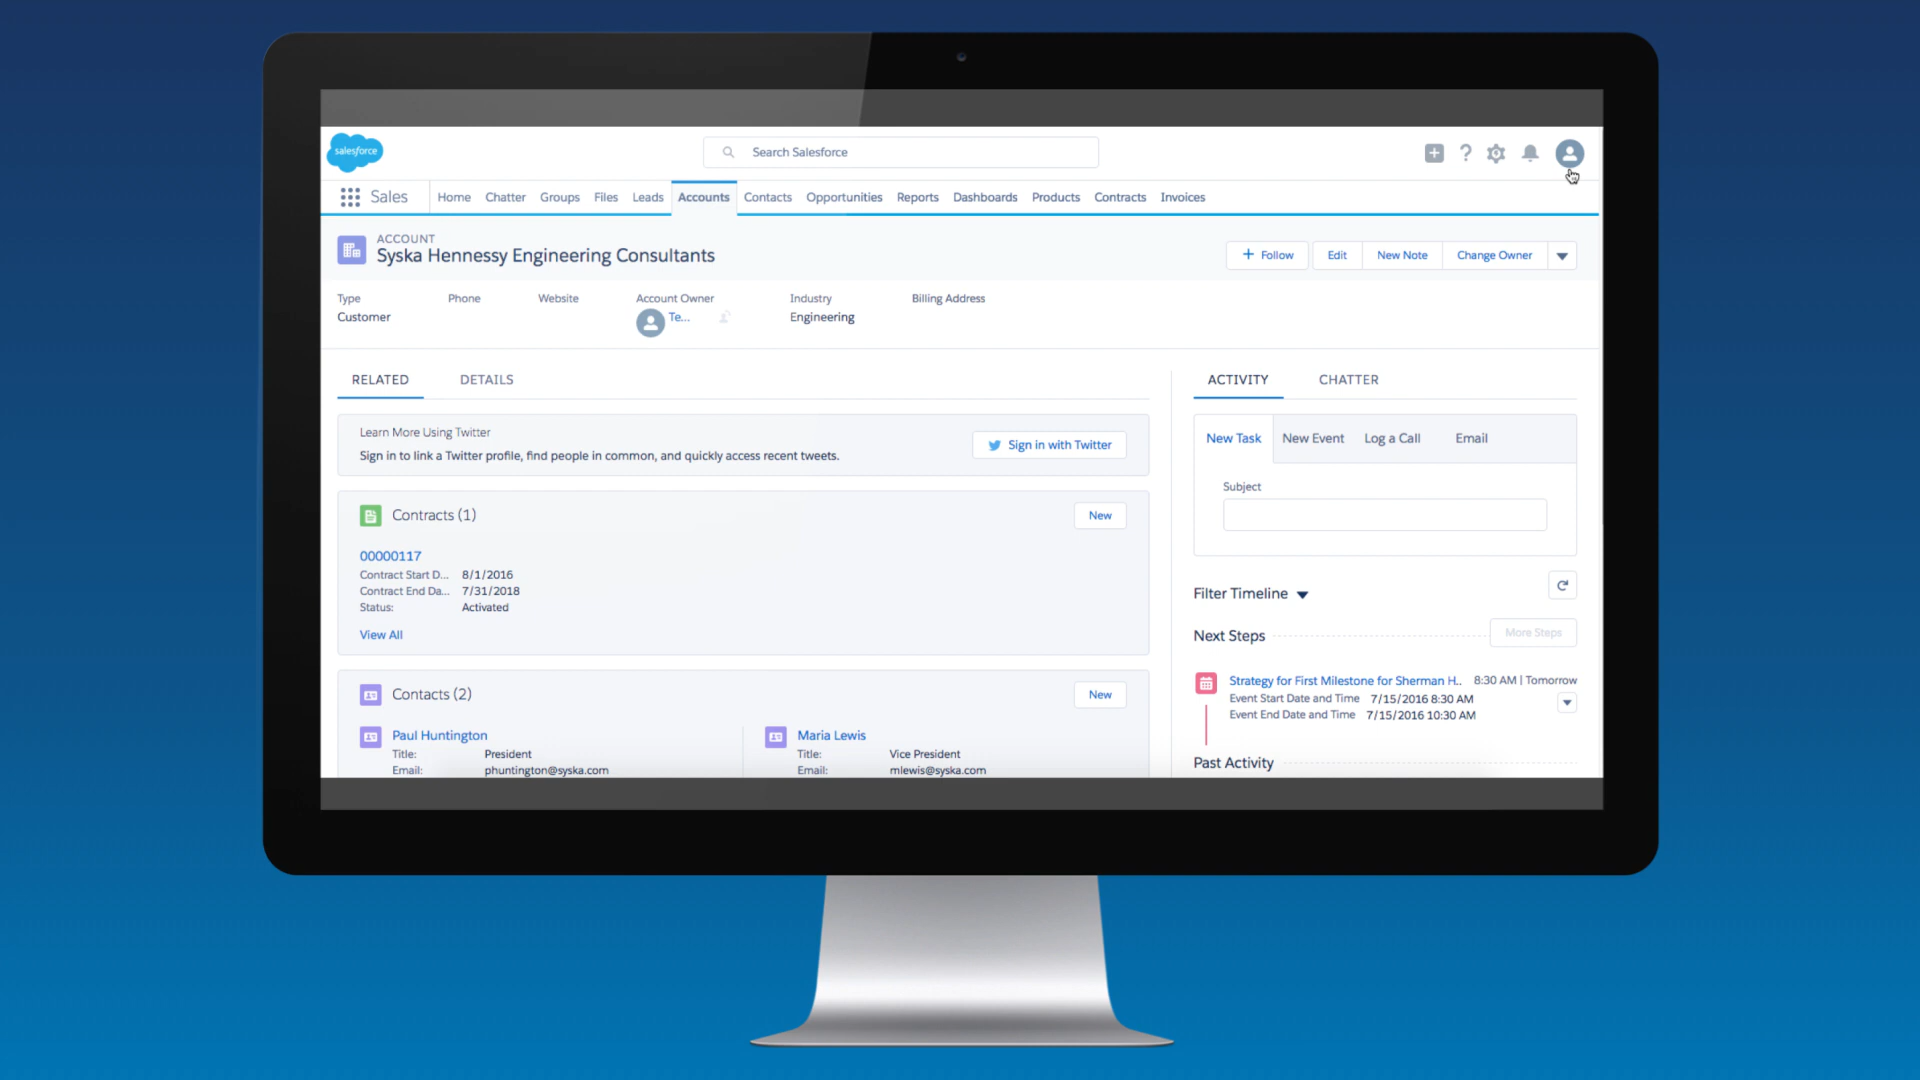 salesforce
Search Salesforce
?
Sales Home Chatter Groups Files Leads Accounts Contacts Opportunities Reports Dashboards Products Contracts Invoices
ACCOUNT
Syska Hennessy Engineering Consultants
+ Follow Edit New Note Change Owner
Type Phone Website Account Owner Industry Billing Address
Customer Te... Engineering
RELATED DETAILS
Learn More Using Twitter
Sign in to link a Twitter profile, find people in common, and quickly access recent tweets.
Sign in with Twitter
Contracts (1) New
00000117
Contract Start D... 8/1/2016
Contract End Da... 7/31/2018
Status: Activated
View All
Contacts (2) New
Paul Huntington
Title: President
Email: phuntington@syska.com
Maria Lewis
Title: Vice President
Email: mlewis@syska.com
ACTIVITY CHATTER
New Task New Event Log a Call Email
Subject
Filter Timeline
Next Steps More Steps
Strategy for First Milestone for Sherman H.. 8:30 AM | Tomorrow
Event Start Date and Time 7/15/2016 8:30 AM
Event End Date and Time 7/15/2016 10:30 AM
Past Activity